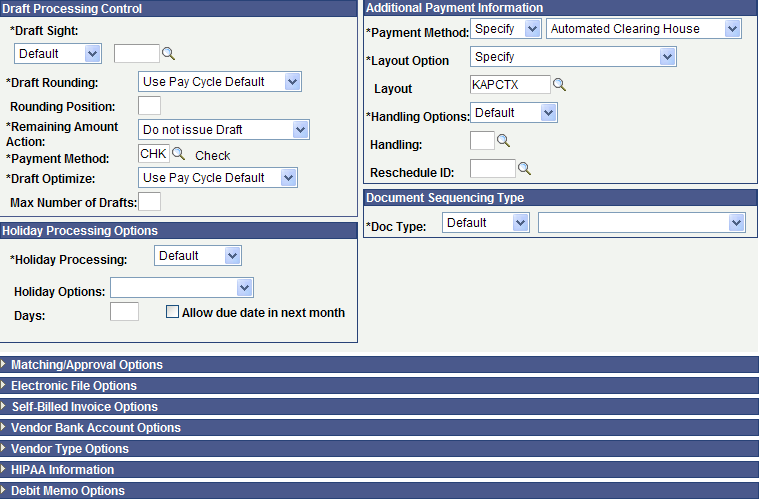 Draft Processing Control
*Draft Sight:
Default
*Draft Rounding: Use Pay Cycle Default
Rounding Position:
*Remaining Amount Do not issue Draft
Action:
*Payment Method: CHK Check
*Draft Optimize: Use Pay Cycle Default
Max Number of Drafts:
Holiday Processing Options
*Holiday Processing: Default
Holiday Options:
Days: Allow due date in next month
Additional Payment Information
*Payment Method: Specify Automated Clearing House
*Layout Option Specify
Layout KAPCTX
*Handling Options: Default
Handling:
Reschedule ID:
Document Sequencing Type
*Doc Type: Default
Matching/Approval Options
Electronic File Options
Self-Billed Invoice Options
Vendor Bank Account Options
Vendor Type Options
HIPAA Information
Debit Memo Options